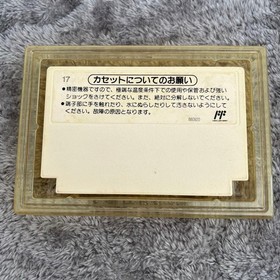 17
カセットについてのお願い
●精密機器ですので、極端な温度条件下での使用や保管および強い
ショックをさけてください。また、絶対に分解しないでください。
●端子部に手を触れたり、水にぬらしたりして汚さないようにして
ください。故障の原因となります。
FF